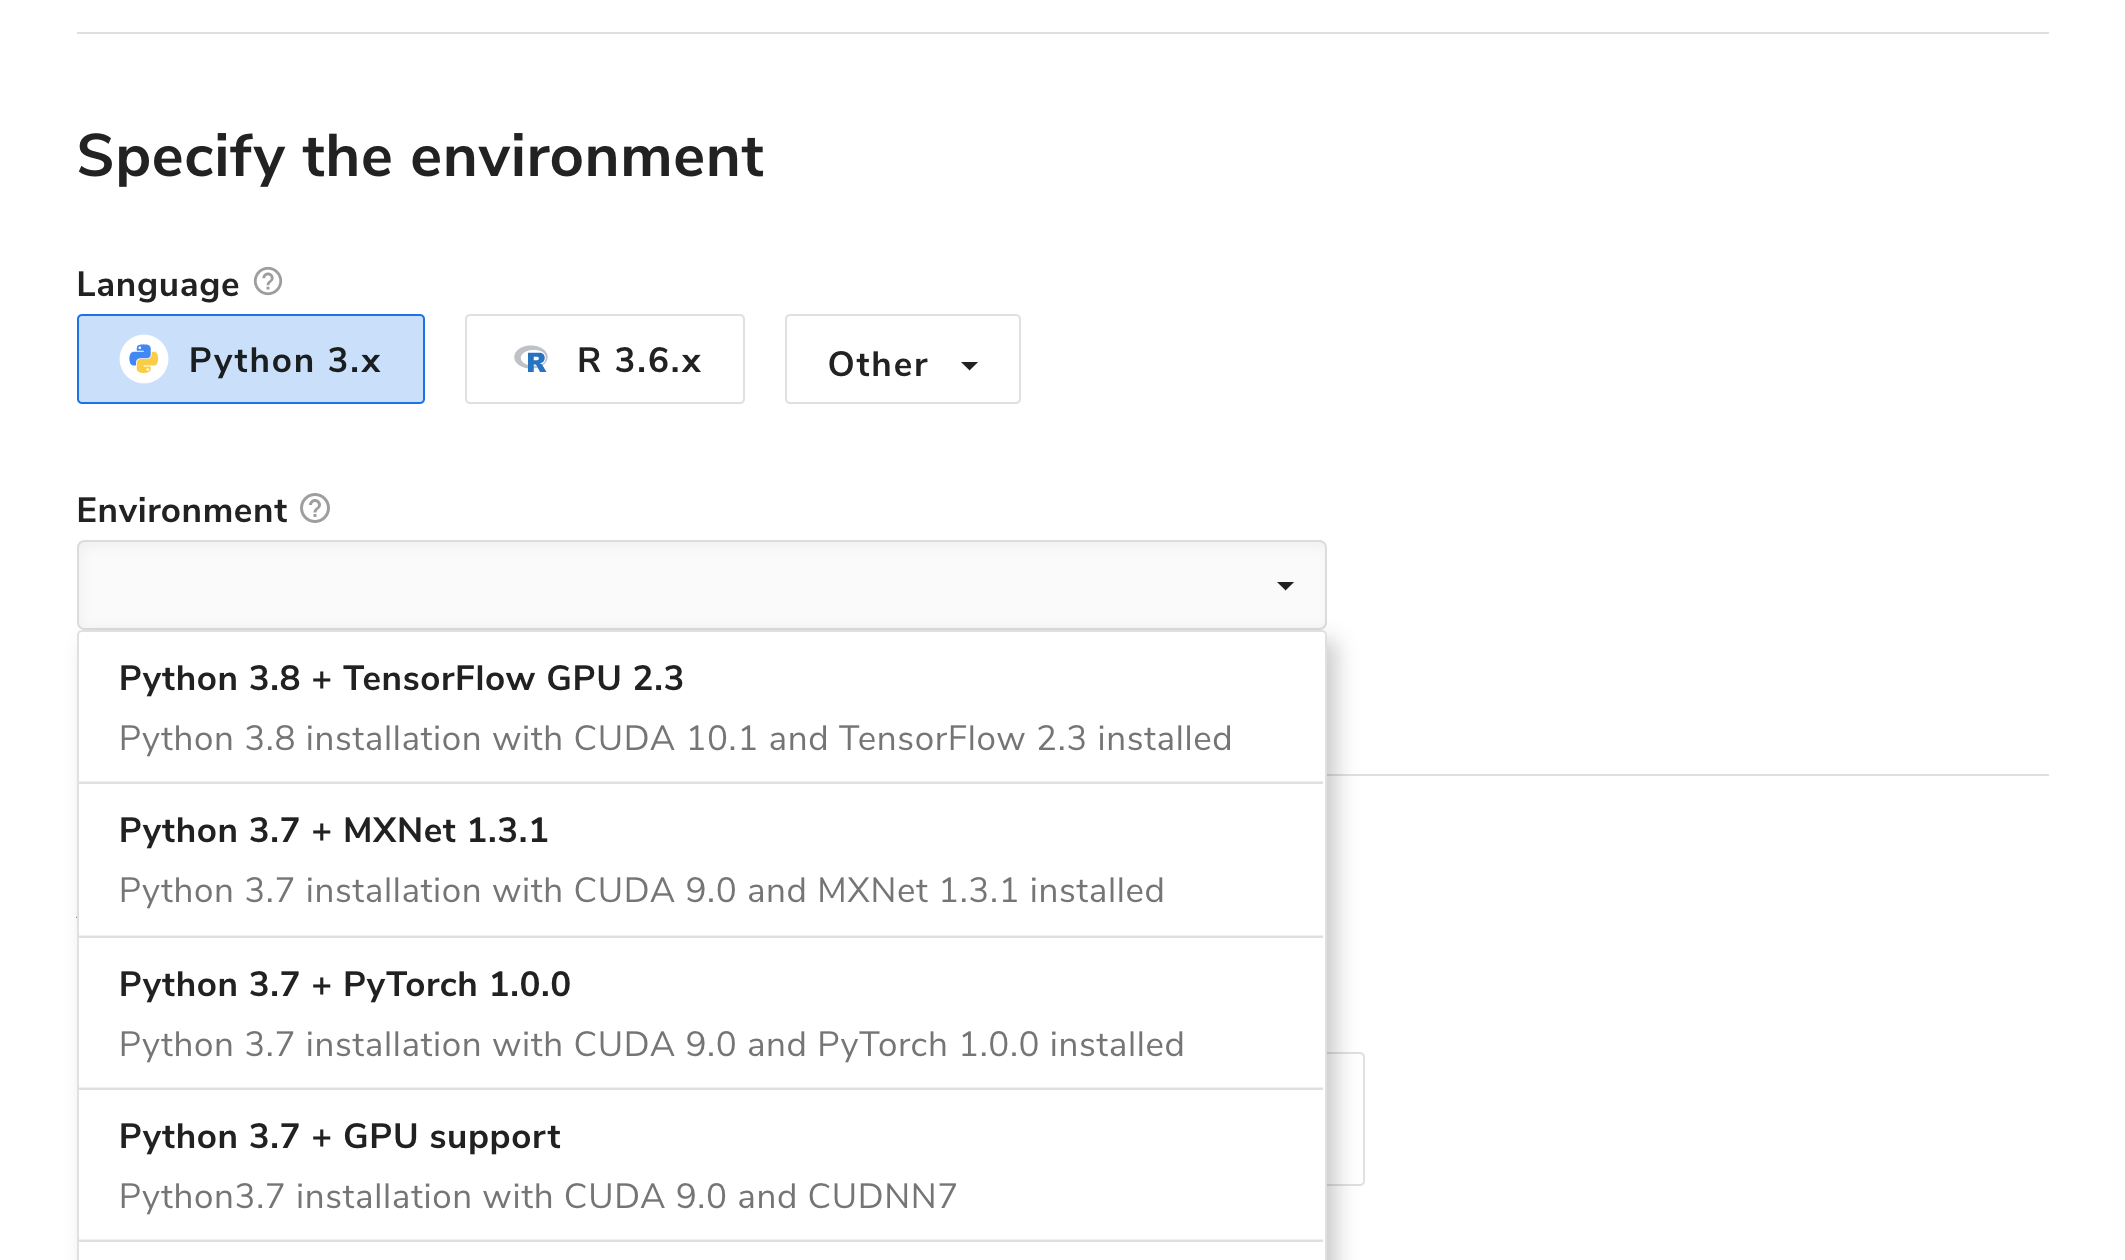 Specify the environment
Language
Python 3.x
R 3.6.x
Other
Environment
Python 3.8 + TensorFlow GPU 2.3
Python 3.8 installation with CUDA 10.1 and TensorFlow 2.3 installed
Python 3.7 + MXNet 1.3.1
Python 3.7 installation with CUDA 9.0 and MXNet 1.3.1 installed
Python 3.7 + PyTorch 1.0.0
Python 3.7 installation with CUDA 9.0 and PyTorch 1.0.0 installed
Python 3.7 + GPU support
Python3.7 installation with CUDA 9.0 and CUDNN7